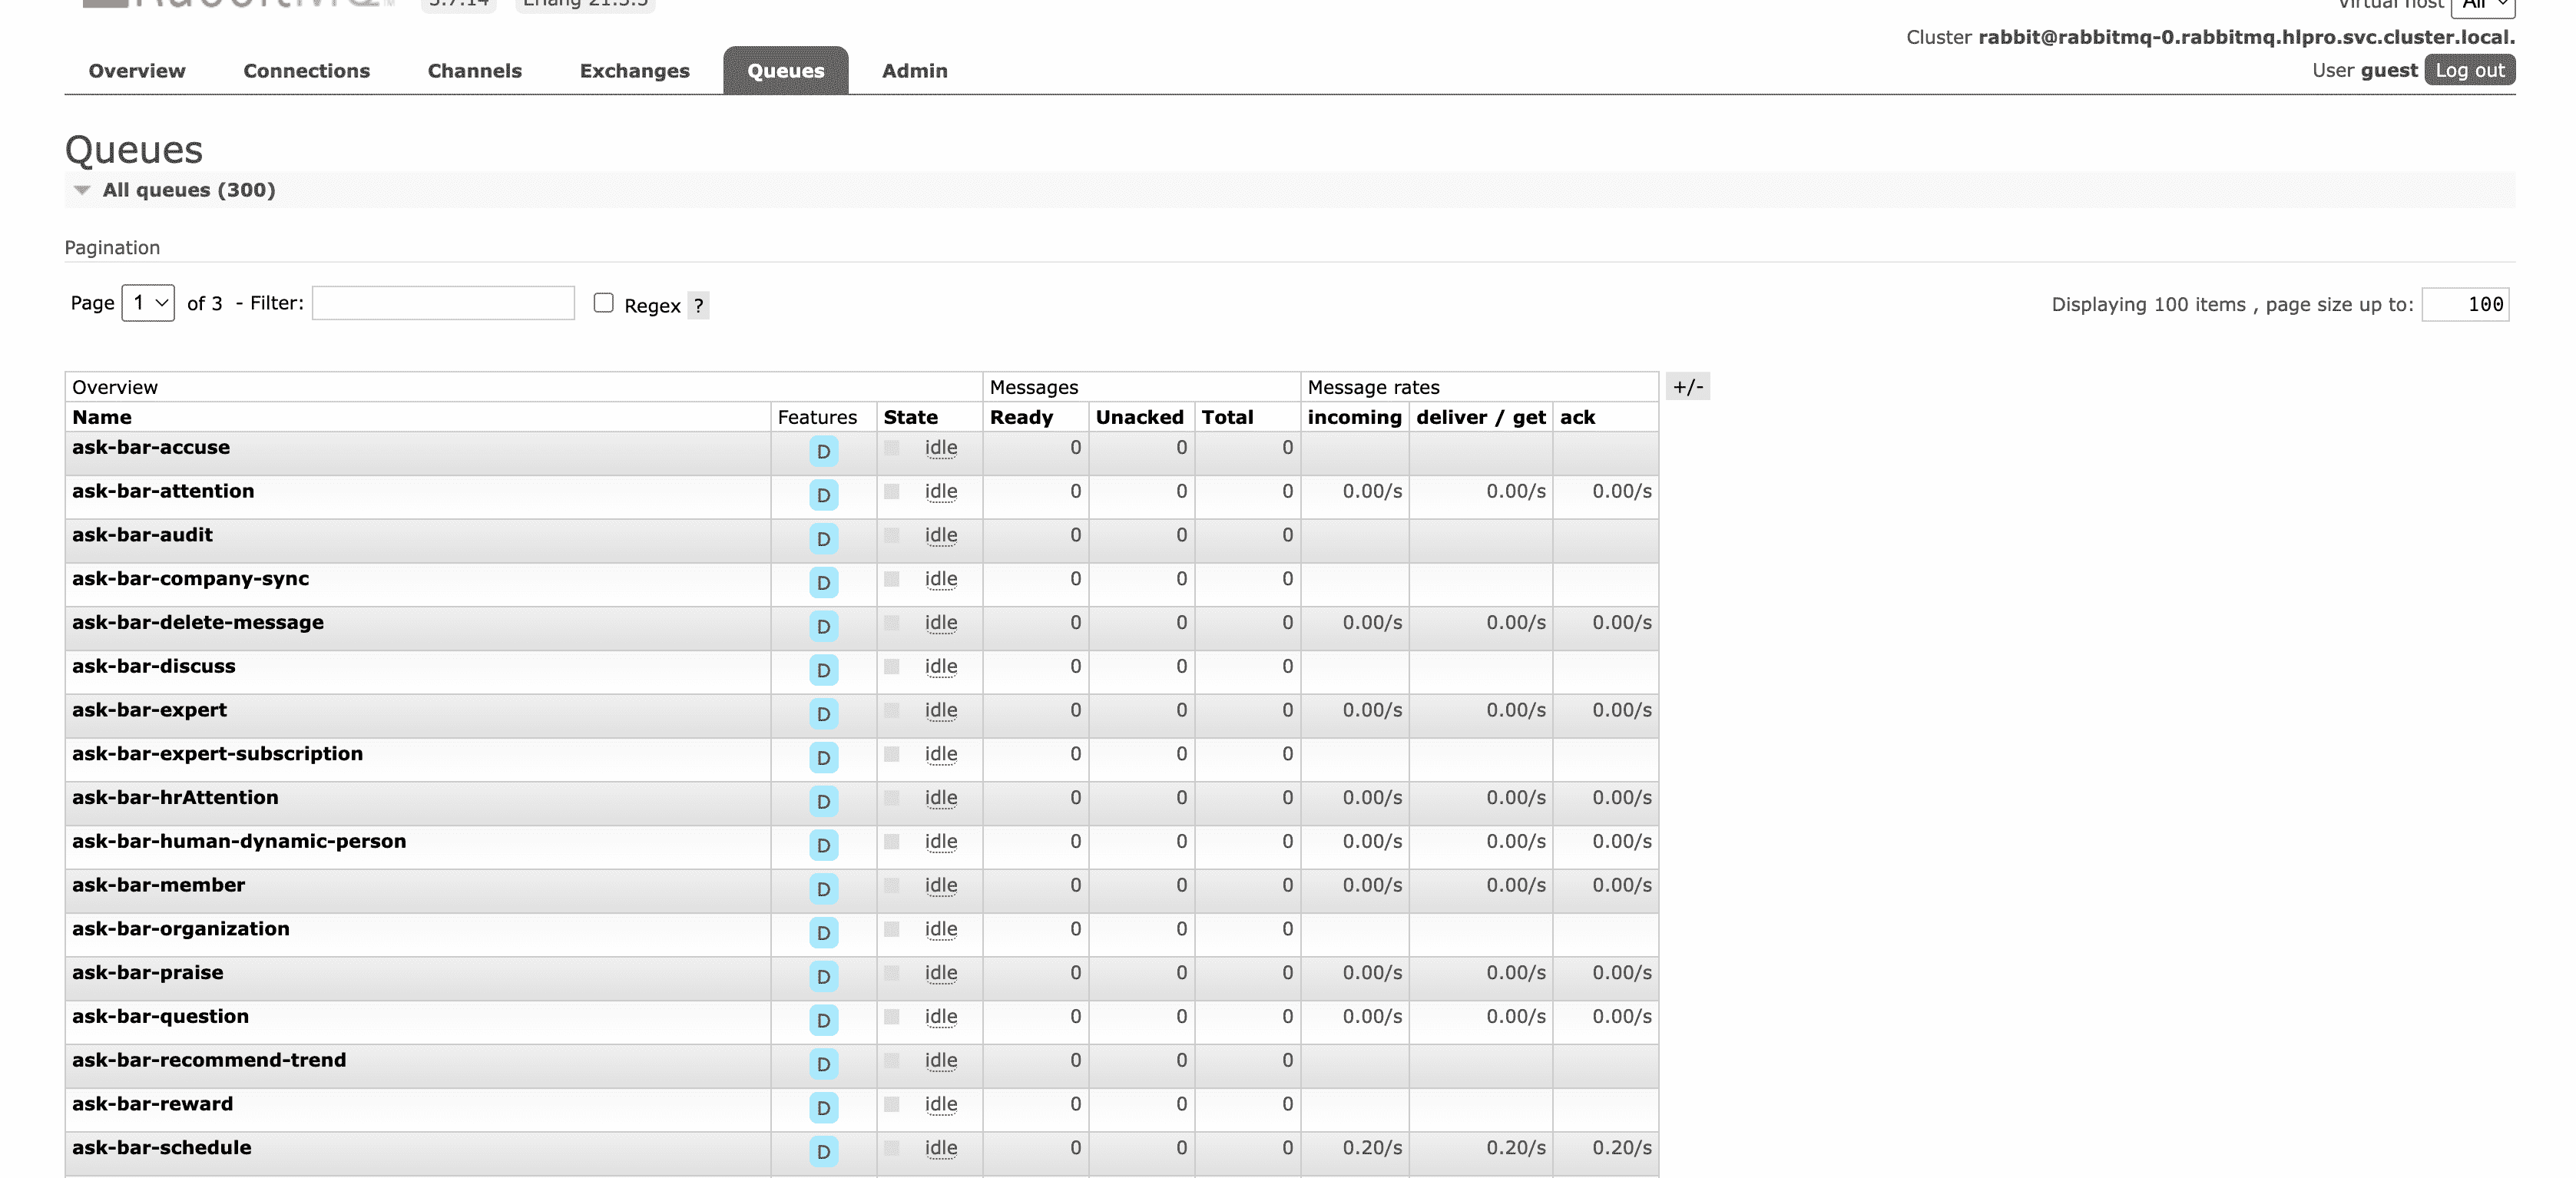 RabbitMQ TM 3.7.14 Erlang 21.3.3
Virtual host All
Cluster rabbit@rabbitmq-0.rabbitmq.hlpro.svc.cluster.local.
User guest Log out
Overview Connections Channels Exchanges Queues Admin
Queues
All queues (300)
Pagination
Page 1 of 3 - Filter: Regex ? Displaying 100 items , page size up to: 100
Overview Messages Message rates +/-
Name Features State Ready Unacked Total incoming deliver / get ack
ask-bar-accuse D idle 0 0 0
ask-bar-attention D idle 0 0 0 0.00/s 0.00/s 0.00/s
ask-bar-audit D idle 0 0 0
ask-bar-company-sync D idle 0 0 0
ask-bar-delete-message D idle 0 0 0 0.00/s 0.00/s 0.00/s
ask-bar-discuss D idle 0 0 0
ask-bar-expert D idle 0 0 0 0.00/s 0.00/s 0.00/s
ask-bar-expert-subscription D idle 0 0 0
ask-bar-hrAttention D idle 0 0 0 0.00/s 0.00/s 0.00/s
ask-bar-human-dynamic-person D idle 0 0 0 0.00/s 0.00/s 0.00/s
ask-bar-member D idle 0 0 0 0.00/s 0.00/s 0.00/s
ask-bar-organization D idle 0 0 0
ask-bar-praise D idle 0 0 0 0.00/s 0.00/s 0.00/s
ask-bar-question D idle 0 0 0 0.00/s 0.00/s 0.00/s
ask-bar-recommend-trend D idle 0 0 0
ask-bar-reward D idle 0 0 0
ask-bar-schedule D idle 0 0 0 0.20/s 0.20/s 0.20/s